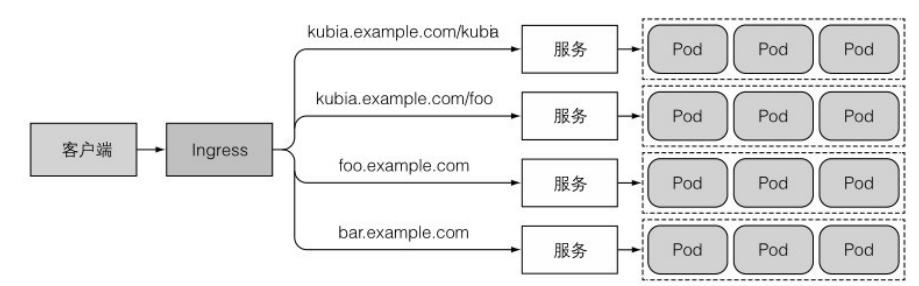 kubia.example.com/kubia
服务
Pod Pod Pod
kubia.example.com/foo
服务
Pod Pod Pod
客户端
Ingress
foo.example.com
服务
Pod Pod Pod
bar.example.com
服务
Pod Pod Pod